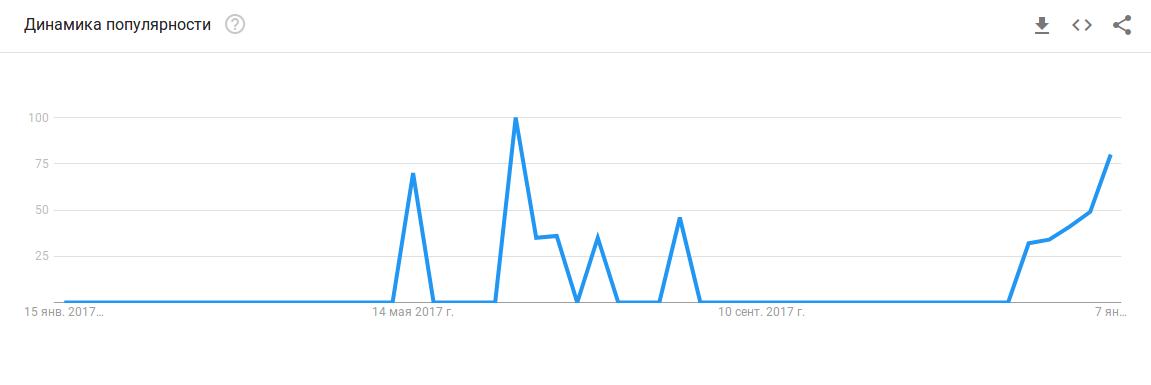 Динамика популярности ?
100
75
50
25
15 янв. 2017…
14 мая 2017 г.
10 сент. 2017 г.
7 ян…